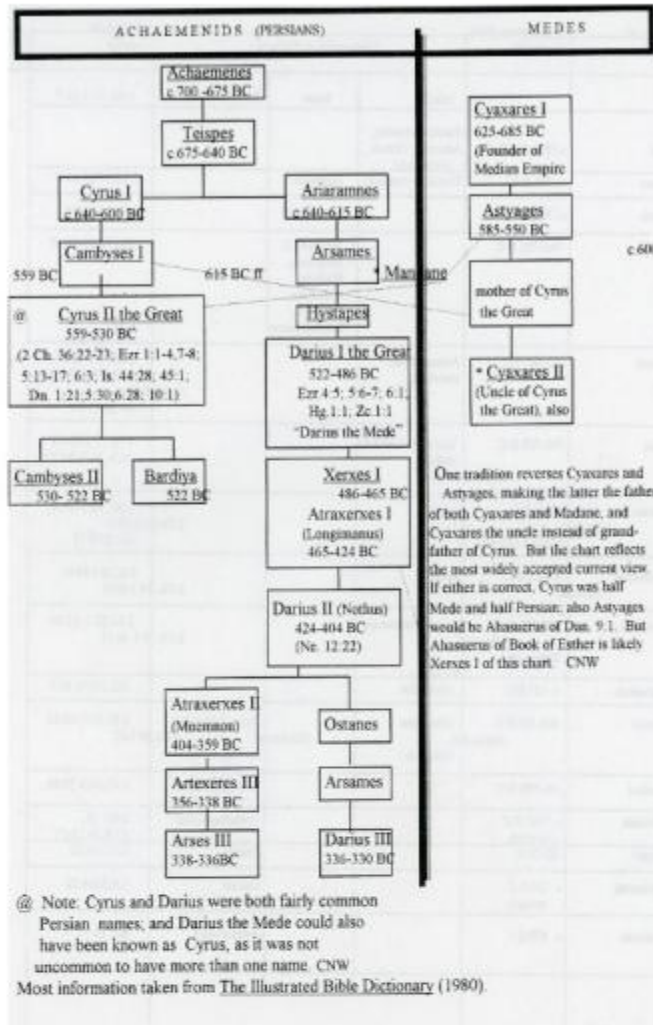 ACHAEMENIDS (PERSIANS)
MEDES
Achaemenes
c.700 -675 BC
Teispes
c.675-640 BC
Cyrus I
c.640-600 BC
Ariaramnes
c.640-615 BC
Cambyses I
559 BC
615 BC ff
Arsames
* Mandane
@ Cyrus II the Great
559-530 BC
(2 Ch. 36:22-23; Ezr 1:1-4,7-8;
5:13-17; 6:3; Is. 44:28; 45:1;
Dn. 1:21;5:30;6:28; 10:1)
Hystapes
Darius I the Great
522-486 BC
Ezr 4:5; 5:6-7; 6:1;
Hg.1:1; Zc.1:1
"Darius the Mede"
Cambyses II
530- 522 BC
Bardiya
522 BC
Xerxes I
486-465 BC
Atraxerxes I
(Longimanus)
465-424 BC
Darius II (Nothus)
424-404 BC
(Ne. 12:22)
Atraxerxes II
(Mnemnon)
404-359 BC
Ostanes
Artexeres III
356-338 BC
Arsames
Arses III
338-336BC
Darius III
336-330 BC
Cyaxares I
625-685 BC
(Founder of
Median Empire
Astyages
585-550 BC
c.600
mother of Cyrus
the Great
* Cyaxares II
(Uncle of Cyrus
the Great), also
One tradition reverses Cyaxares and
Astyages, making the latter the father
of both Cyaxares and Madane, and
Cyaxares the uncle instead of grand-
father of Cyrus. But the chart reflects
the most widely accepted current view.
If either is correct, Cyrus was half
Mede and half Persian; also Astyages
would be Ahasuerus of Dan. 9:1. But
Ahasuerus of Book of Esther is likely
Xerxes I of this chart. CNW
@ Note: Cyrus and Darius were both fairly common
Persian names; and Darius the Mede could also
have been known as Cyrus, as it was not
uncommon to have more than one name. CNW
Most information taken from The Illustrated Bible Dictionary (1980).